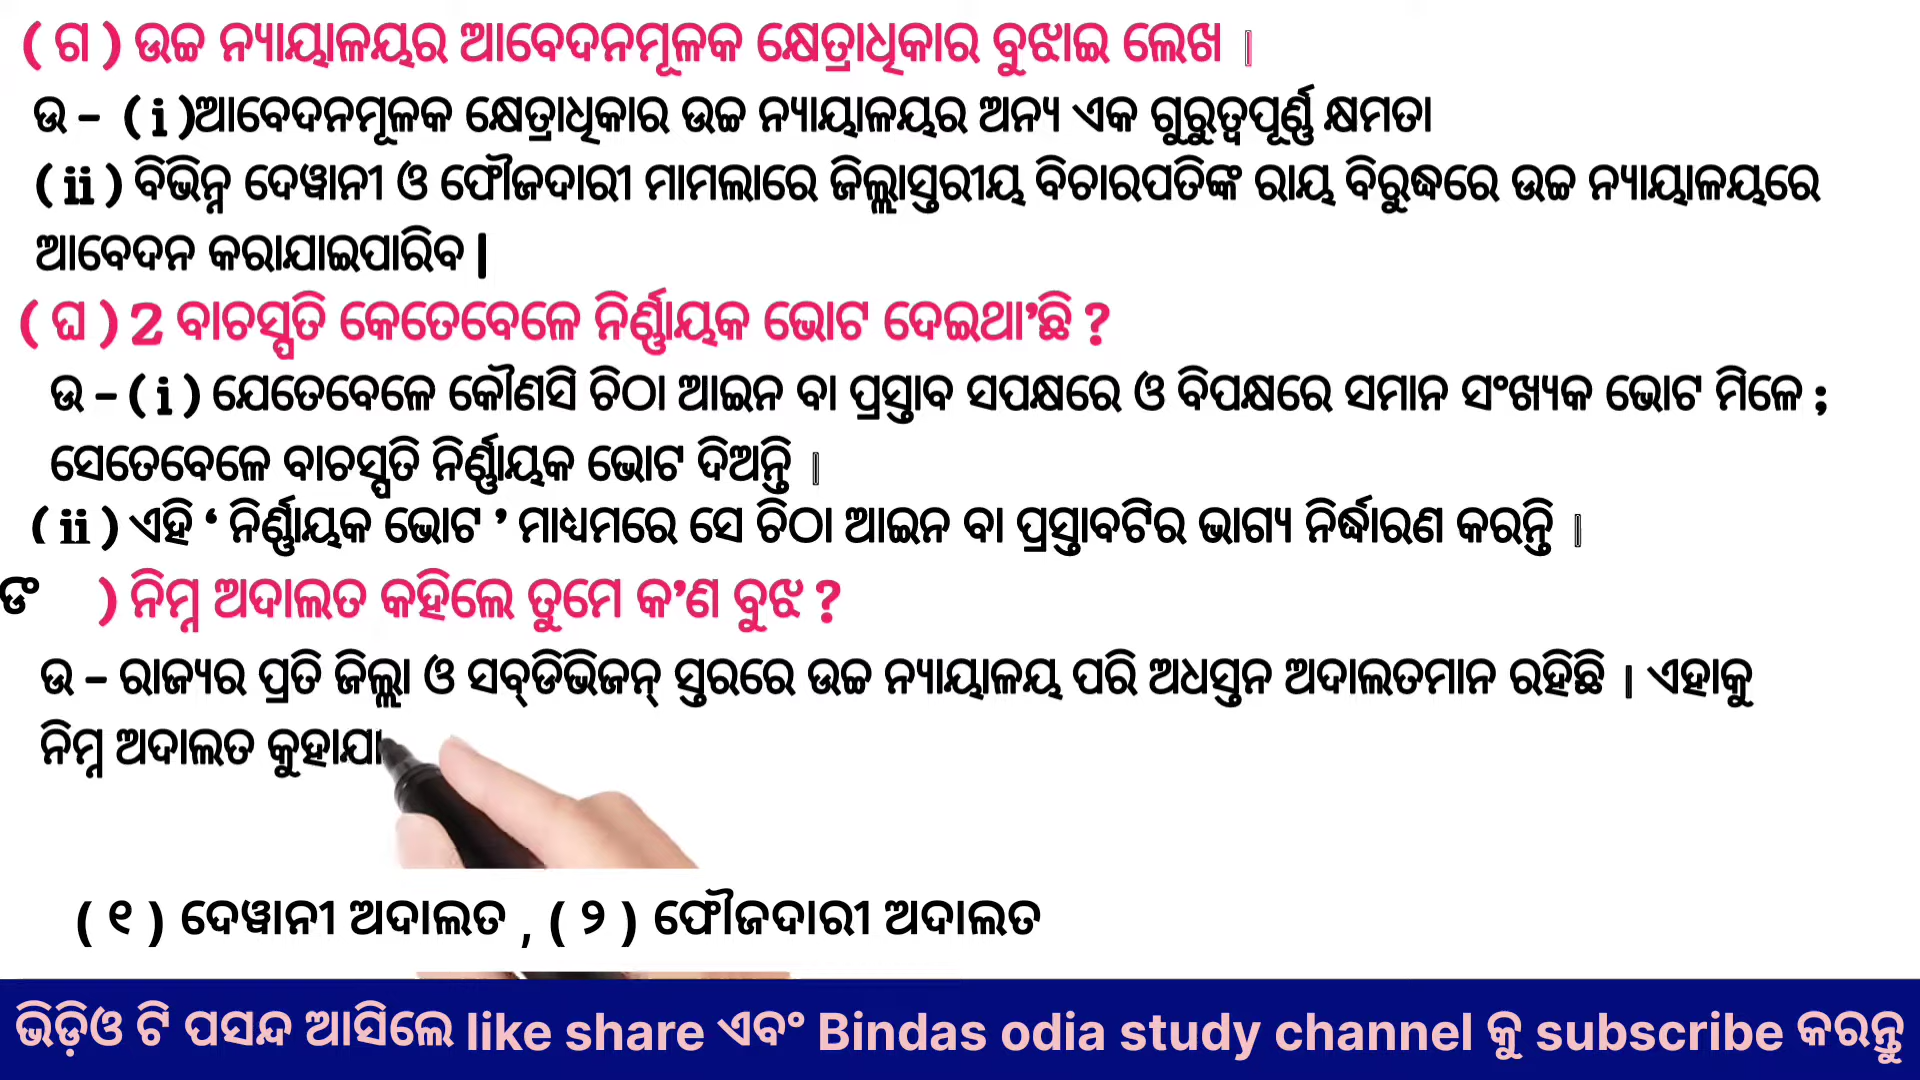 ( ଗ ) ଉଚ୍ଚ ନ୍ୟାୟାଳୟର ଆବେଦନମୂଳକ କ୍ଷେତ୍ରାଧିକାର ବୁଝାଇ ଲେଖ ।
ଉ – ( i )ଆବେଦନମୂଳକ କ୍ଷେତ୍ରାଧିକାର ଉଚ୍ଚ ନ୍ୟାୟାଳୟର ଅନ୍ୟ ଏକ ଗୁରୁତ୍ୱପୂର୍ଣ୍ଣ କ୍ଷମତା
( ii ) ବିଭିନ୍ନ ଦେୱାନୀ ଓ ଫୌଜଦାରୀ ମାମଲାରେ ଜିଲ୍ଲାସ୍ତରୀୟ ବିଚାରପତିଙ୍କ ରାୟ ବିରୁଦ୍ଧରେ ଉଚ୍ଚ ନ୍ୟାୟାଳୟରେ
ଆବେଦନ କରାଯାଇପାରିବ |
( ଘ ) 2 ବାଚସ୍ପତି କେତେବେଳେ ନିର୍ଣ୍ଣାୟକ ଭୋଟ ଦେଇଥା’ଛି ?
ଉ – ( i ) ଯେତେବେଳେ କୌଣସି ଚିଠା ଆଇନ ବା ପ୍ରସ୍ତାବ ସପକ୍ଷରେ ଓ ବିପକ୍ଷରେ ସମାନ ସଂଖ୍ୟକ ଭୋଟ ମିଳେ ;
ସେତେବେଳେ ବାଚସ୍ପତି ନିର୍ଣ୍ଣାୟକ ଭୋଟ ଦିଅନ୍ତି ।
( ii ) ଏହି ‘ ନିର୍ଣ୍ଣାୟକ ଭୋଟ ’ ମାଧ୍ୟମରେ ସେ ଚିଠା ଆଇନ ବା ପ୍ରସ୍ତାବଟିର ଭାଗ୍ୟ ନିର୍ଦ୍ଧାରଣ କରନ୍ତି ।
ଙ ) ନିମ୍ନ ଅଦାଲତ କହିଲେ ତୁମେ କ’ଣ ବୁଝ ?
ଉ – ରାଜ୍ୟର ପ୍ରତି ଜିଲ୍ଲା ଓ ସବ୍‌ଡିଭିଜନ୍ ସ୍ତରରେ ଉଚ୍ଚ ନ୍ୟାୟାଳୟ ପରି ଅଧସ୍ତନ ଅଦାଲତମାନ ରହିଛି । ଏହାକୁ
ନିମ୍ନ ଅଦାଲତ କୁହାଯା
( ୧ ) ଦେୱାନୀ ଅଦାଲତ , ( ୨ ) ଫୌଜଦାରୀ ଅଦାଲତ
ଭିଡ଼ିଓ ଟି ପସନ୍ଦ ଆସିଲେ like share ଏବଂ Bindas odia study channel କୁ subscribe କରନ୍ତୁ